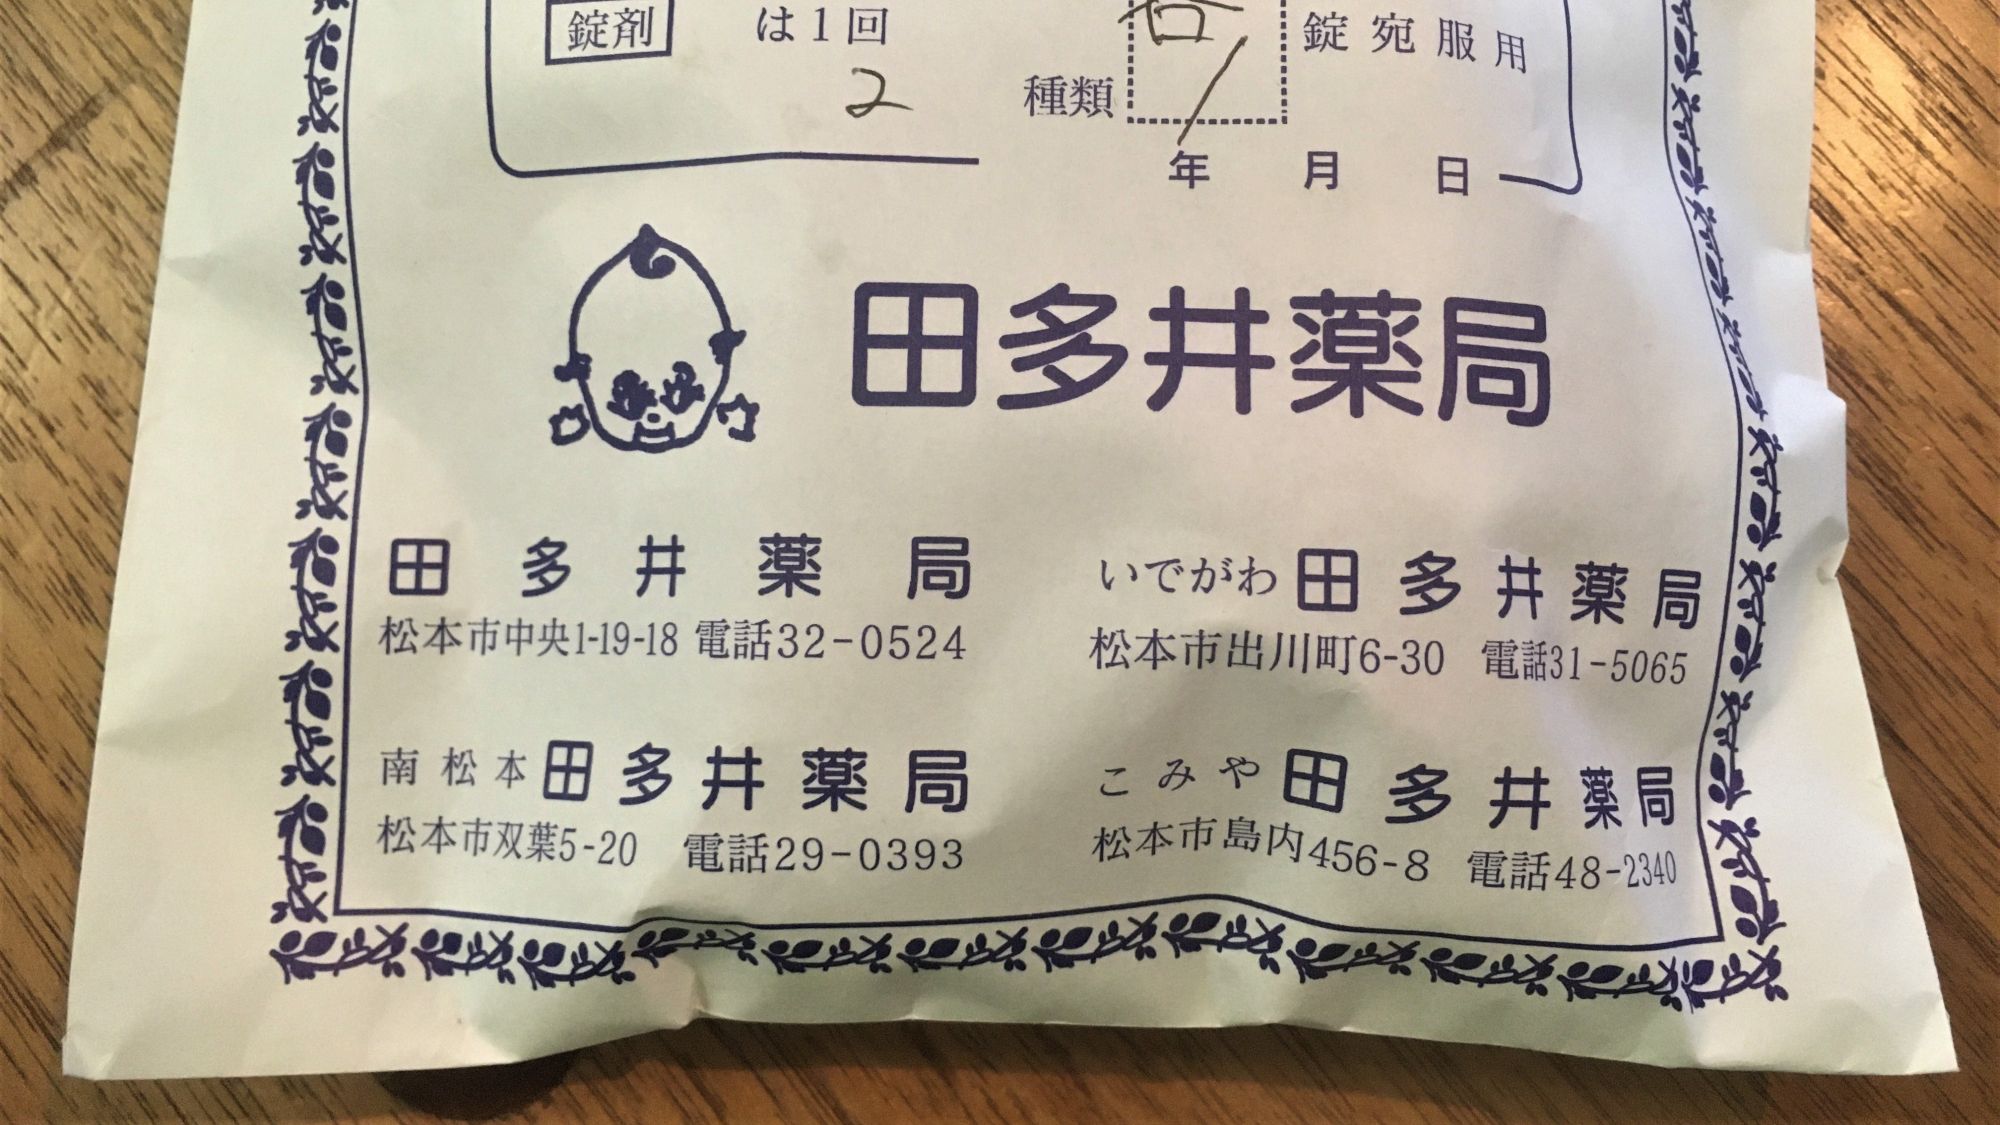 錠剤 は1回 各 錠宛服用
2 種類 1
年 月 日
田多井薬局
田多井薬局
松本市中央1-19-18 電話32-0524
いでがわ田多井薬局
松本市出川町6-30 電話31-5065
南松本田多井薬局
松本市双葉5-20 電話29-0393
こみや田多井薬局
松本市島内456-8 電話48-2340